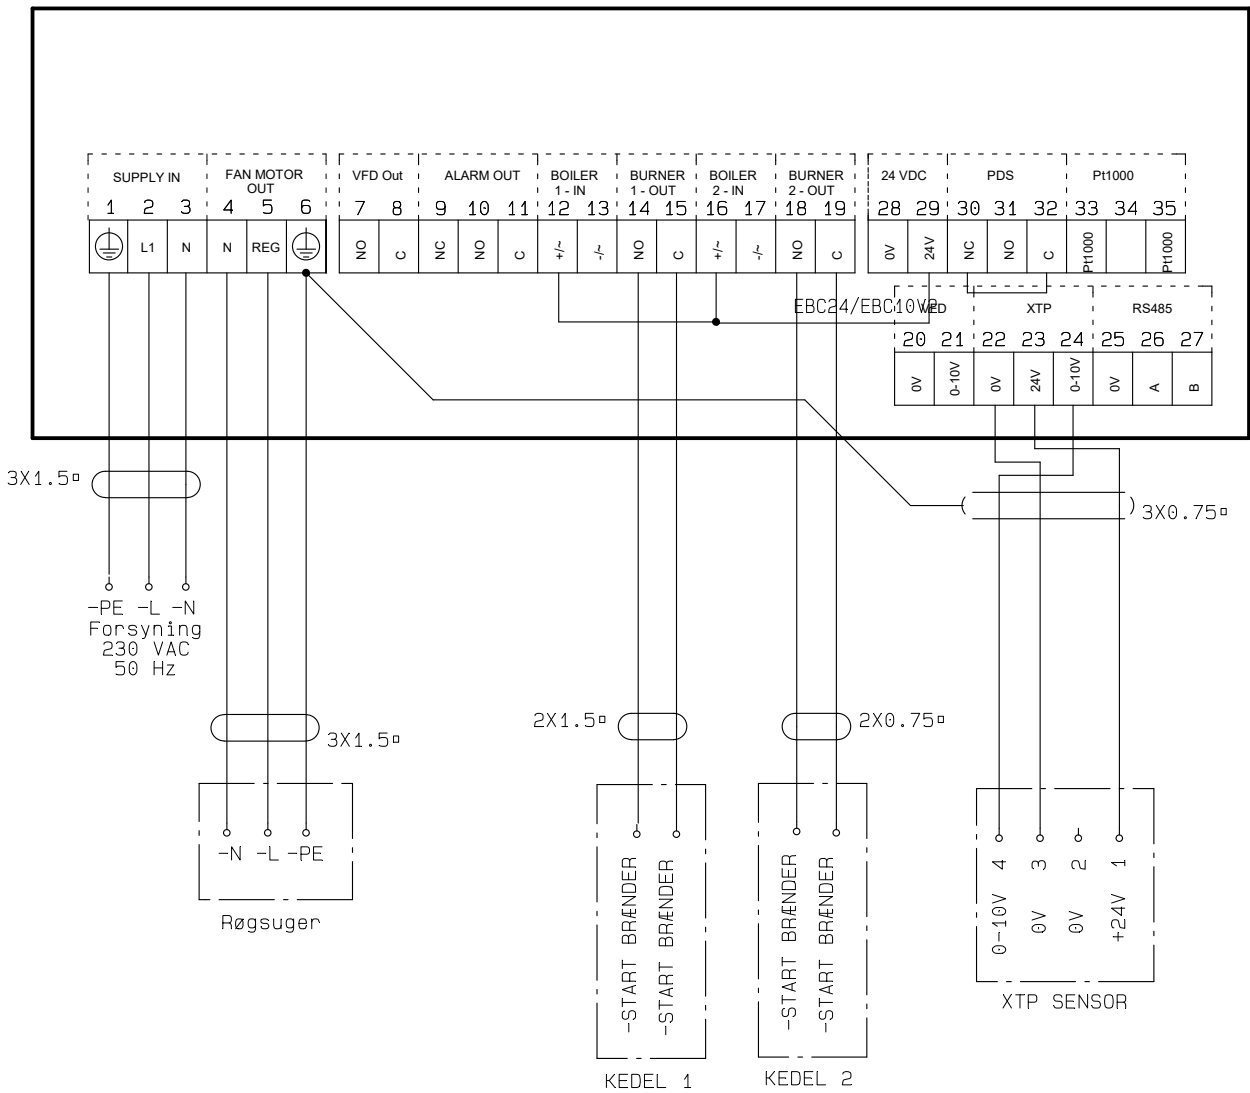 SUPPLY IN FAN MOTOR OUT VFD Out ALARM OUT BOILER 1 - IN BURNER 1 - OUT BOILER 2 - IN BURNER 2 - OUT 24 VDC PDS Pt1000
1 2 3 4 5 6 7 8 9 10 11 12 13 14 15 16 17 18 19 28 29 30 31 32 33 34 35
L1 N N REG NO C NC NO C +/~ -/~ NO C +/~ -/~ NO C 0V 24V NC NO C Pt1000 Pt1000
EBC24/EBC10V2
VFD XTP RS485
20 21 22 23 24 25 26 27
0V 0-10V 0V 24V 0-10V 0V A B
3X1.5▫
3X0.75▫
-PE -L -N
Forsyning
230 VAC
50 Hz
3X1.5▫
2X1.5▫
2X0.75▫
-N -L -PE
Røgsuger
-START BRÆNDER
-START BRÆNDER
KEDEL 1
-START BRÆNDER
-START BRÆNDER
KEDEL 2
4 3 2 1
0-10V 0V 0V +24V
XTP SENSOR